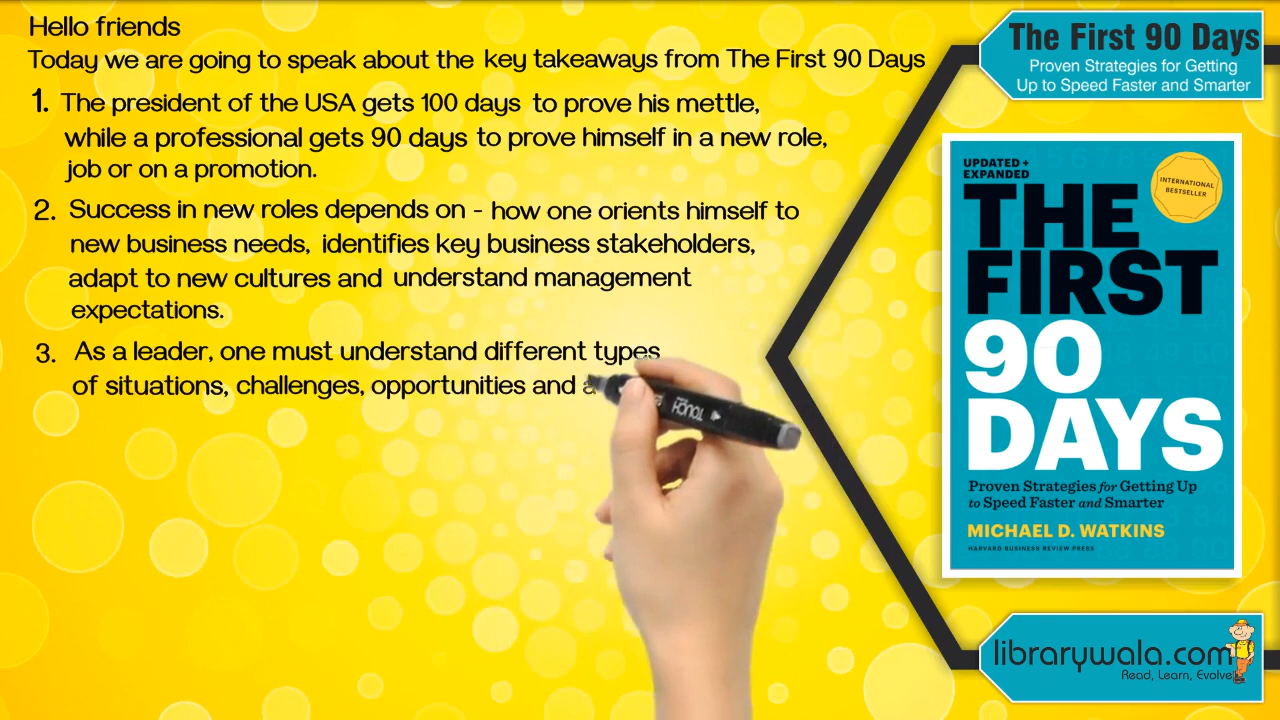 Hello friends
Today we are going to speak about the key takeaways from The First 90 Days
1. The president of the USA gets 100 days to prove his mettle,
while a professional gets 90 days to prove himself in a new role,
job or on a promotion.
2. Success in new roles depends on - how one orients himself to
new business needs, identifies key business stakeholders,
adapt to new cultures and understand management
expectations.
3. As a leader, one must understand different types
of situations, challenges, opportunities and a
TOUCH
The First 90 Days
Proven Strategies for Getting
Up to Speed Faster and Smarter
UPDATED +
EXPANDED
INTERNATIONAL
BESTSELLER
THE
FIRST
90
DAYS
Proven Strategies for Getting Up
to Speed Faster and Smarter
MICHAEL D. WATKINS
HARVARD BUSINESS REVIEW PRESS
librarywala.com
Read, Learn, Evolve